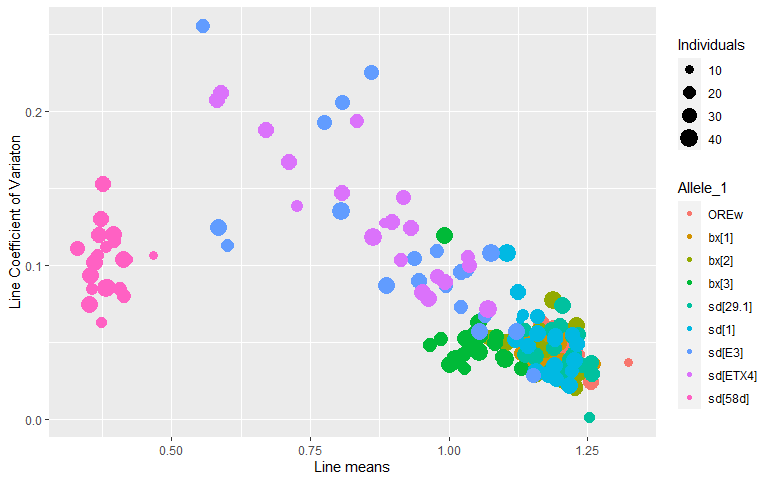 Line Coefficient of Variaton
0.2
0.1
0.0
0.50
0.75
1.00
1.25
Line means
Individuals
10
20
30
40
Allele_1
OREw
bx[1]
bx[2]
bx[3]
sd[29.1]
sd[1]
sd[E3]
sd[ETX4]
sd[58d]